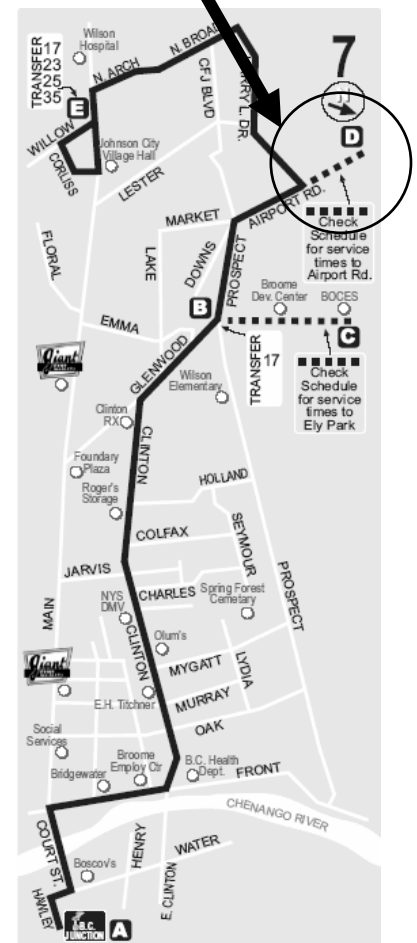 7
Wilson
Hospital
TRANSFER 17
23
25
35
E
N. ARCH
N. BROAD
HARRY L. DR.
CFJ BLVD
WILLOW
CORLISS
Johnson City
Village Hall
LESTER
D
AIRPORT RD.
Check
Schedule
for service
times to
Airport Rd.
MARKET
FLORAL
LAKE
DOWNS
PROSPECT
B
Broome
Dev. Center
BOCES
C
EMMA
TRANSFER
17
Check
Schedule
for service
times to
Ely Park
Giant
GLENWOOD
Wilson
Elementary
Clinton
RX
CLINTON
Foundary
Plaza
Roger's
Storage
HOLLAND
COLFAX
SEYMOUR
JARVIS
CHARLES
Spring Forest
Cemetary
PROSPECT
NYS
DMV
MAIN
CLINTON
Olum's
Giant
MYGATT
LYDIA
E.H. Titchner
MURRAY
OAK
Social
Services
Broome
Employ Ctr
B.C. Health
Dept.
FRONT
Bridgewater
CHENANGO RIVER
COURT ST.
HENRY
WATER
E. CLINTON
Boscov's
HAWLEY
B.C.
JUNCTION
A